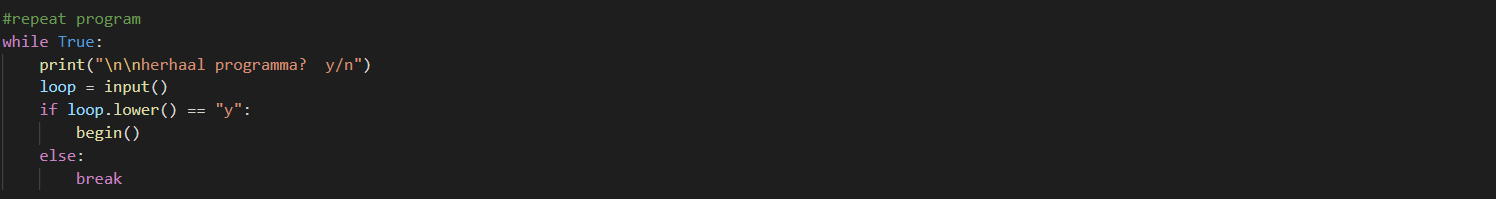 #repeat program
while True:
    print("\n\nherhaal programma?  y/n")
    loop = input()
    if loop.lower() == "y":
        begin()
    else:
        break